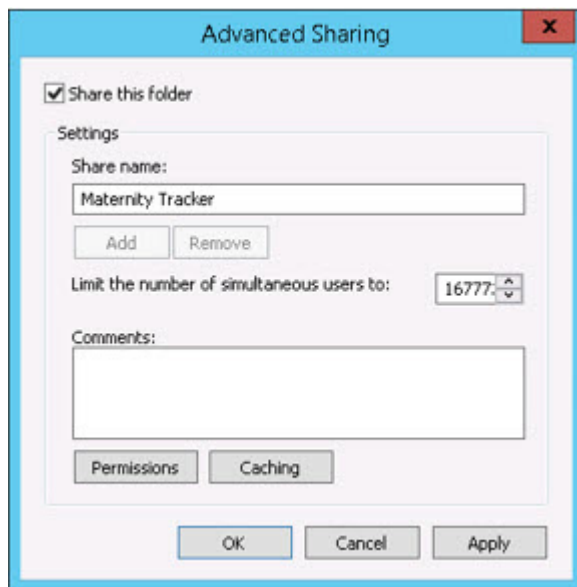 Advanced Sharing
x
Share this folder
Settings
Share name:
Maternity Tracker
Add Remove
Limit the number of simultaneous users to: 16777
Comments:
Permissions Caching
OK Cancel Apply